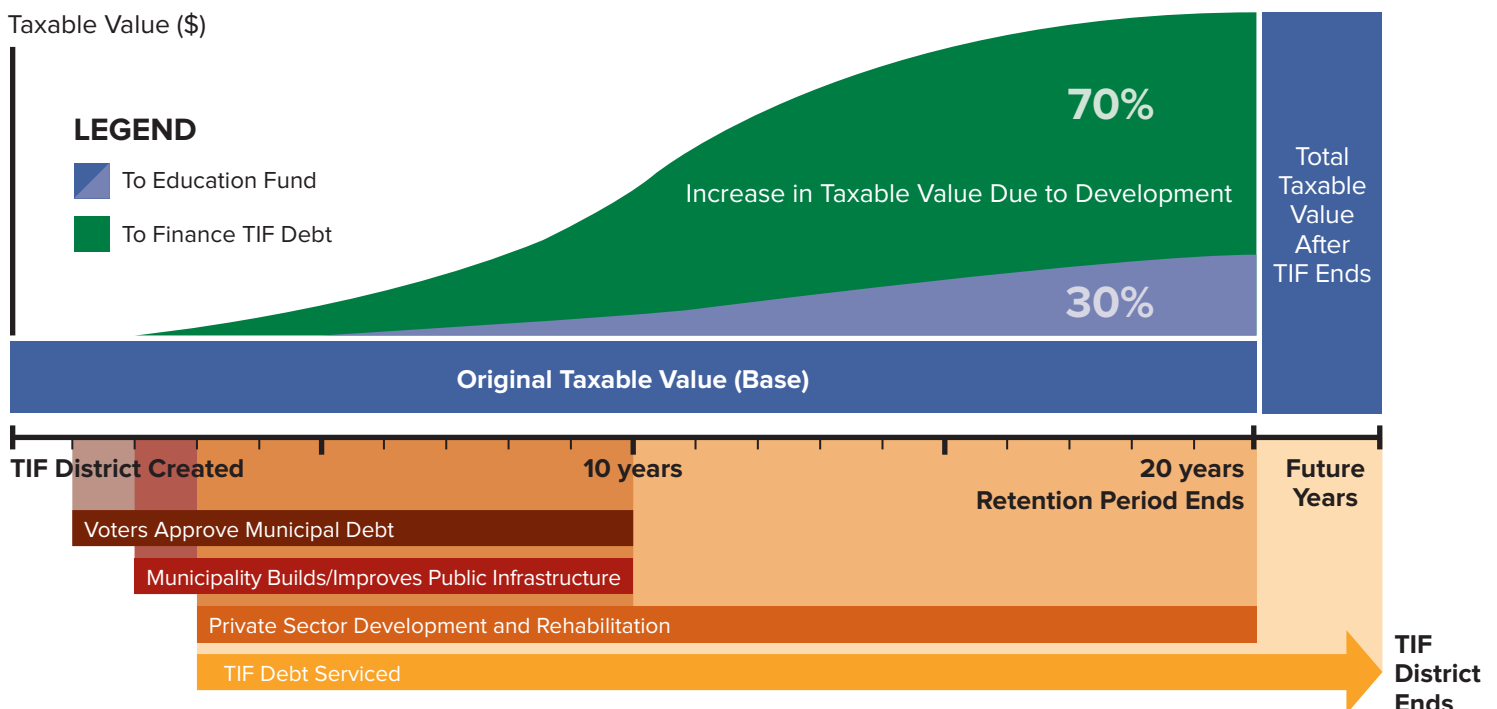 Taxable Value ($)
LEGEND
To Education Fund
To Finance TIF Debt
70%
Increase in Taxable Value Due to Development
30%
Total
Taxable
Value
After
TIF Ends
Original Taxable Value (Base)
TIF District Created
10 years
20 years
Retention Period Ends
Future
Years
Voters Approve Municipal Debt
Municipality Builds/Improves Public Infrastructure
Private Sector Development and Rehabilitation
TIF Debt Serviced
TIF
District
Ends